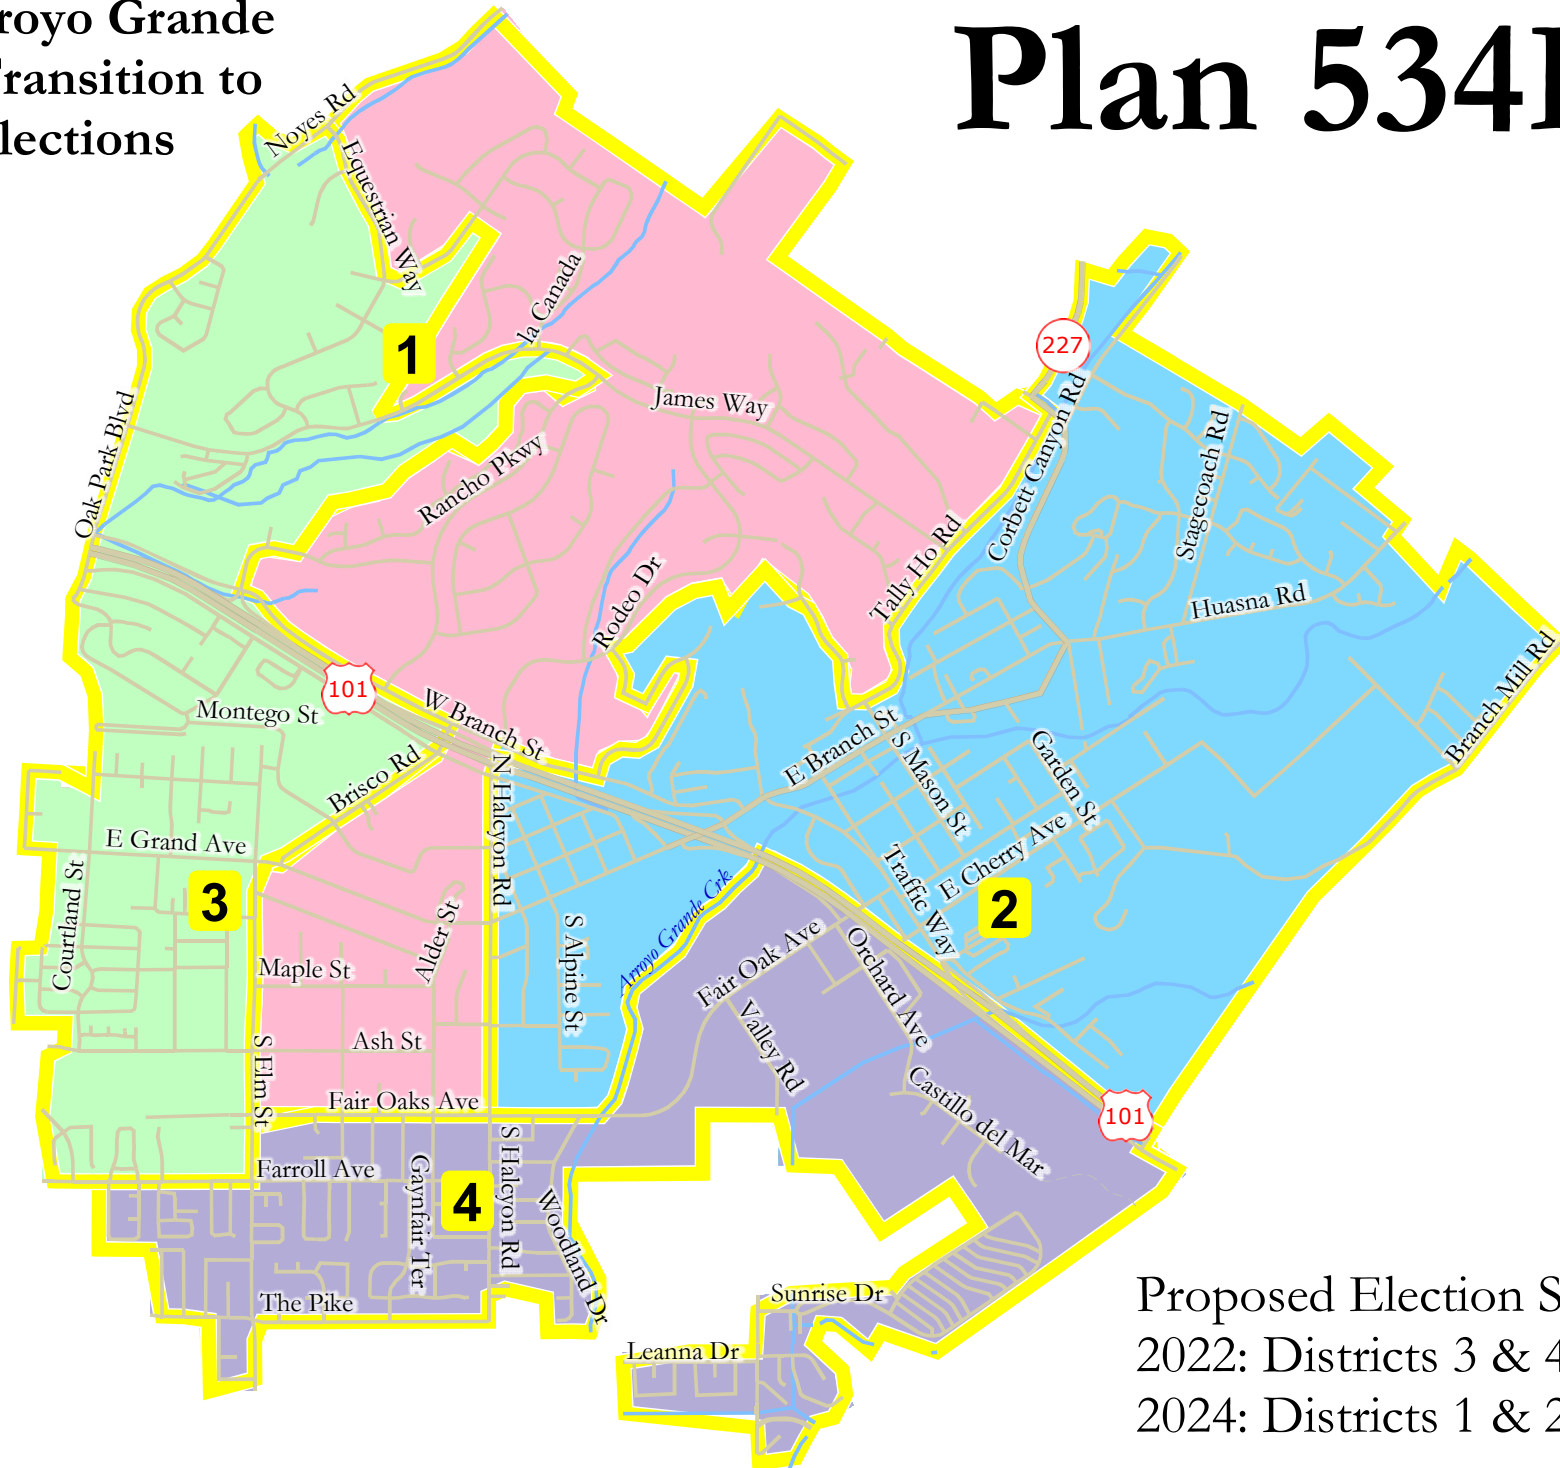 royo Grande
ransition to
lections
Plan 534
Noyes Rd
Equestrian Way
la Canada
1
227
James Way
Corbett Canyon Rd
Oak Park Blvd
Rancho Pkwy
Stagecoach Rd
Tally Ho Rd
Rodeo Dr
Huasna Rd
101
Montego St
W Branch St
Branch Mill Rd
E Branch St
S Mason St
Garden St
Brisco Rd
N Halcyon Rd
E Grand Ave
E Cherry Ave
Traffic Way
Courtland St
3
2
Alder St
S Alpine St
Arroyo Grande Crk
Fair Oak Ave
Orchard Ave
Maple St
Valley Rd
Ash St
S Elm St
Castillo del Mar
Fair Oaks Ave
101
Farroll Ave
Gaynfair Ter
4
S Halcyon Rd
Woodland Dr
The Pike
Sunrise Dr
Leanna Dr
Proposed Election S
2022: Districts 3 & 4
2024: Districts 1 & 2